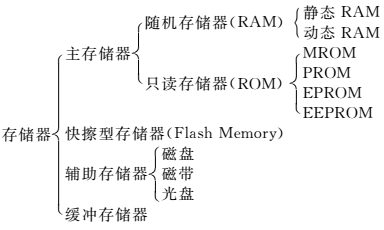 静态 RAM
随机存储器(RAM)
动态 RAM
主存储器
MROM
PROM
只读存储器(ROM)
EPROM
EEPROM
存储器
快擦型存储器(Flash Memory)
磁盘
辅助存储器
磁带
光盘
缓冲存储器